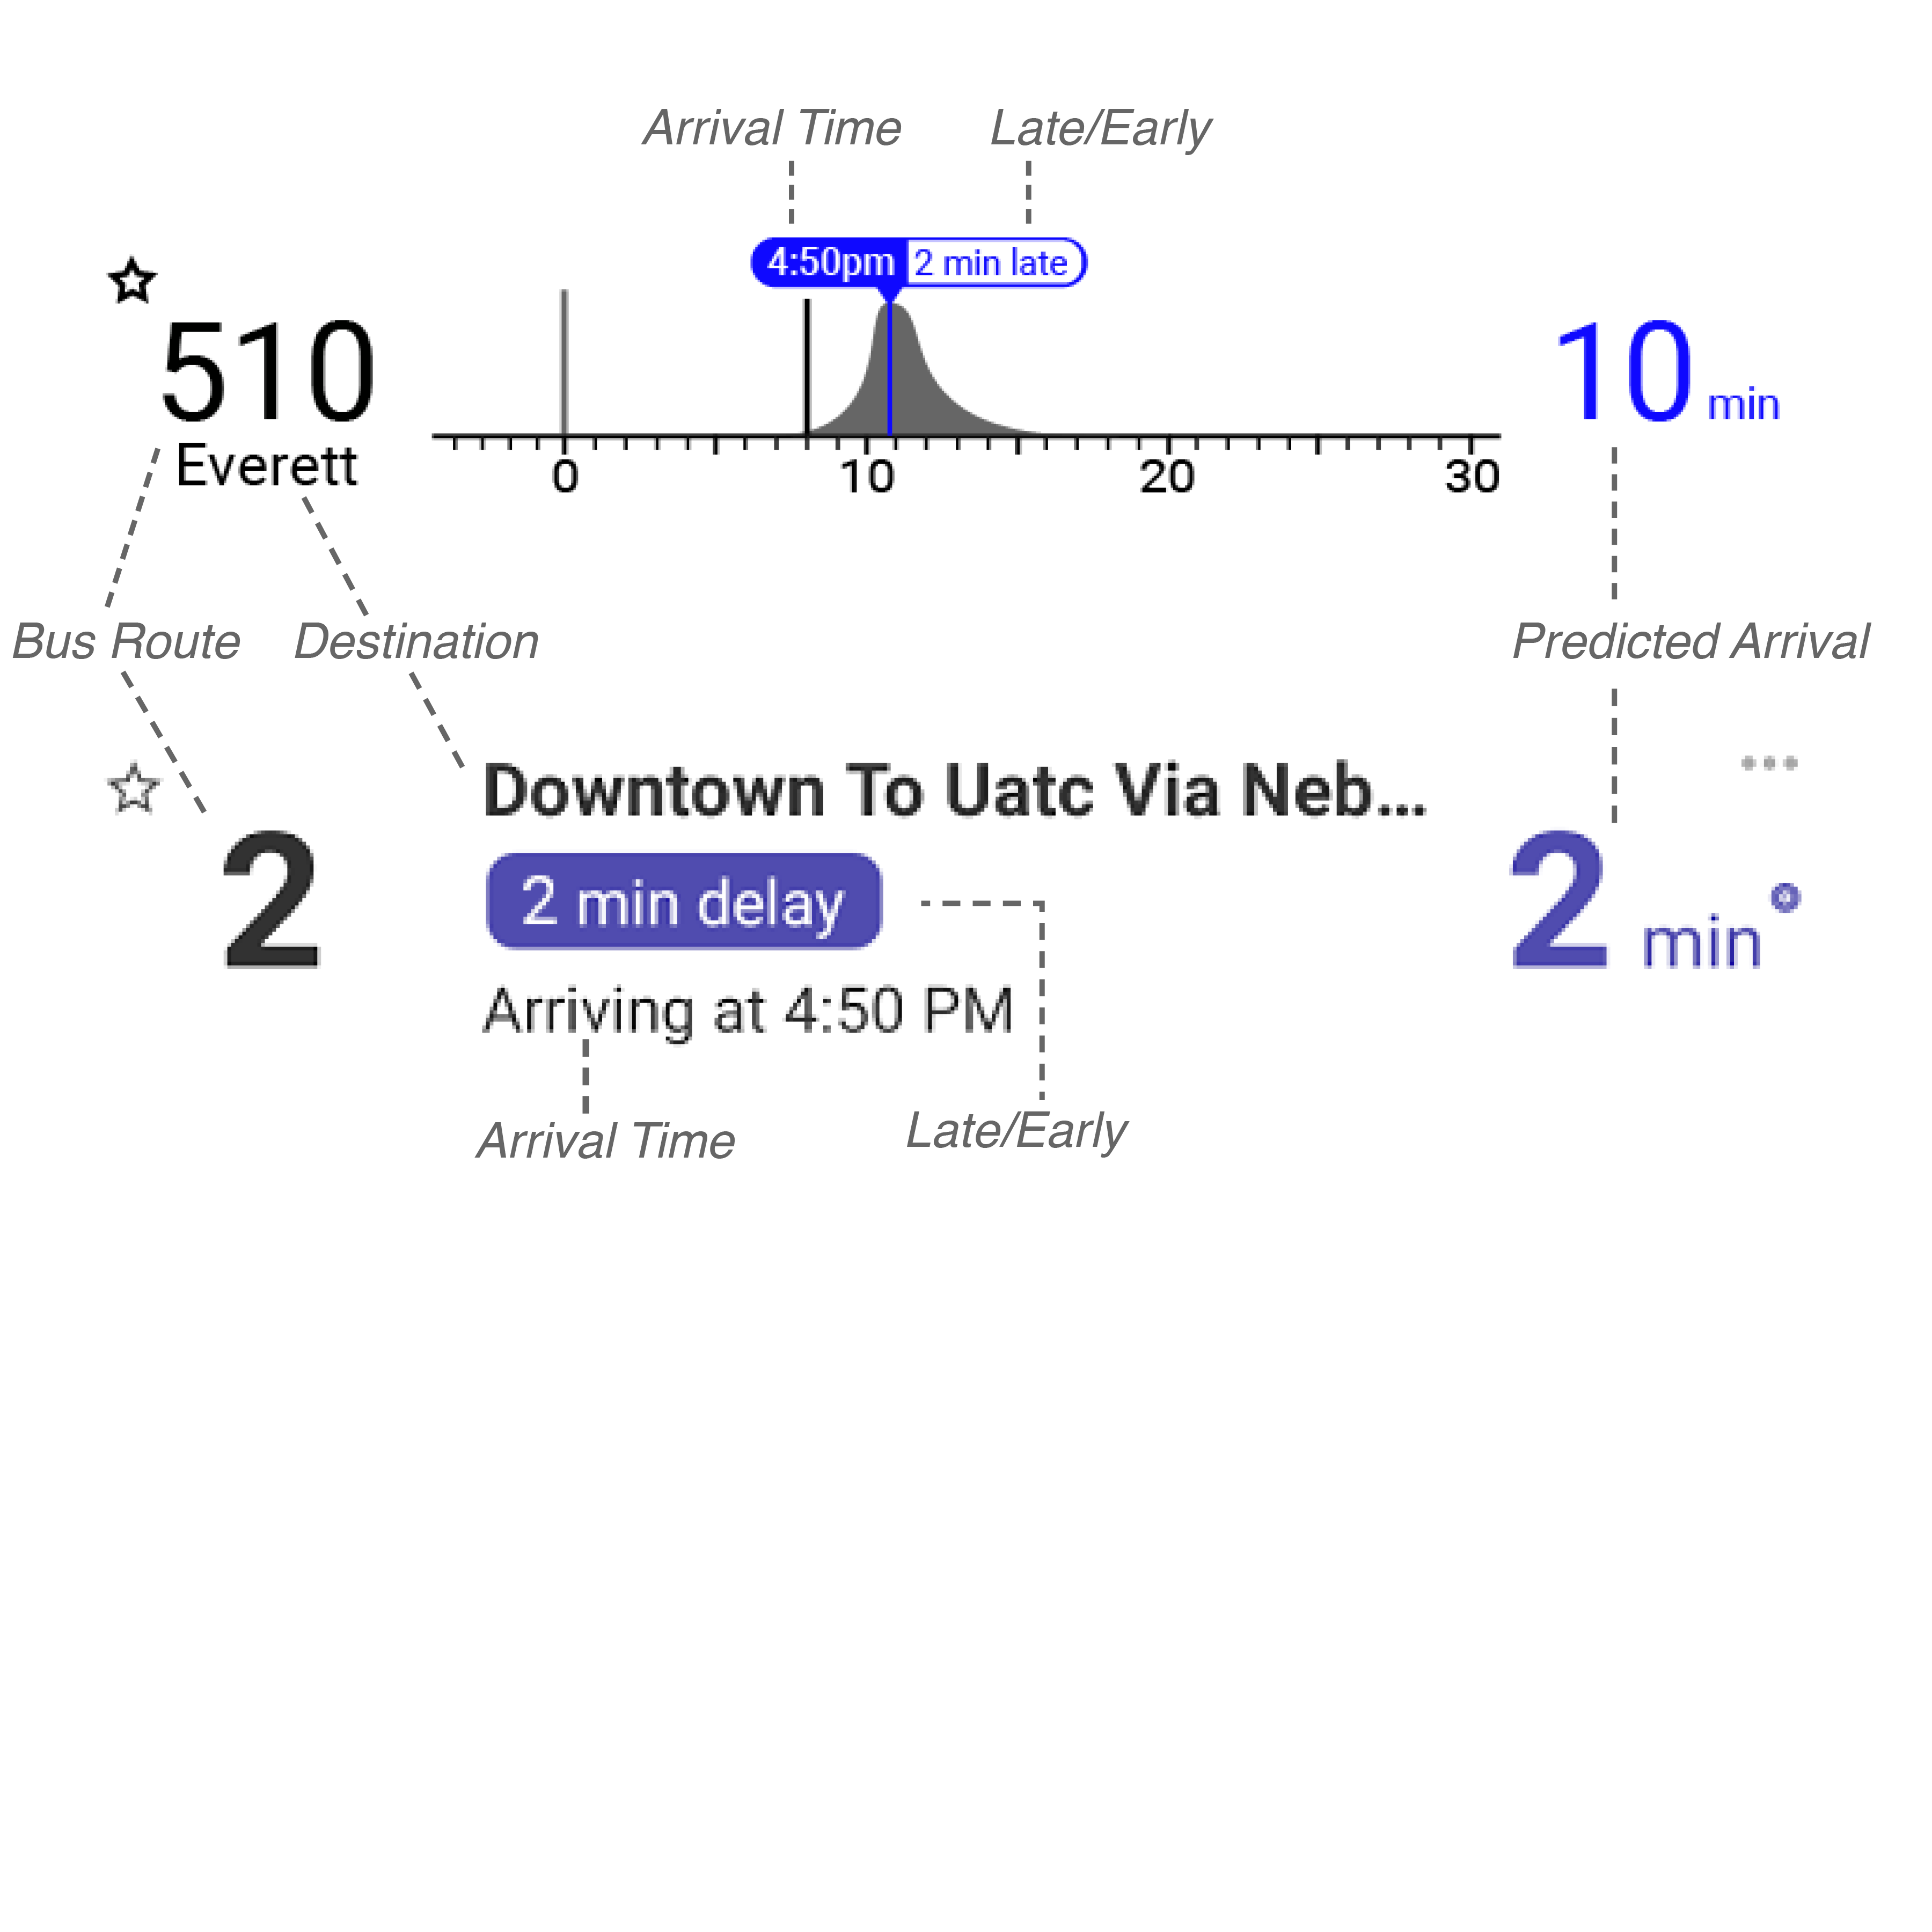 Arrival Time Late/Early
4:50pm 2 min late
510
Everett
0 10 20 30
10 min
Bus Route Destination Predicted Arrival
Downtown To Uatc Via Neb...
2
2 min delay
2 min
Arriving at 4:50 PM
Arrival Time Late/Early